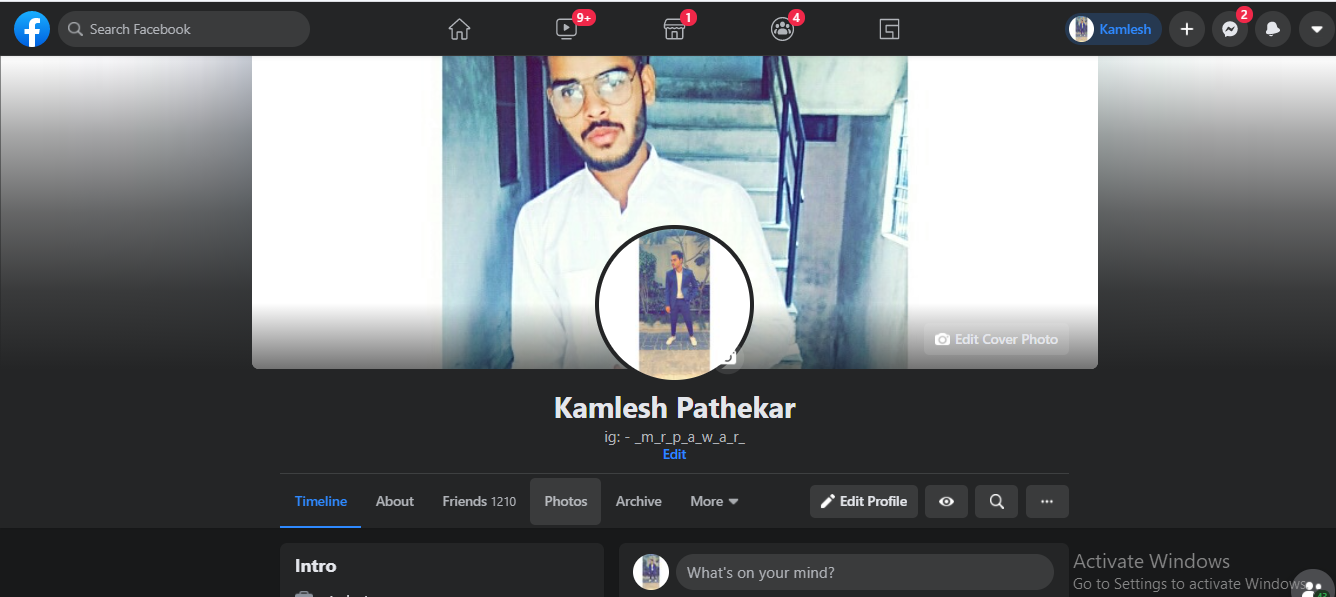 Search Facebook
9+
1
4
Kamlesh
2
Edit Cover Photo
Kamlesh Pathekar
ig: - _m_r_p_a_w_a_r_
Edit
Timeline About Friends 1210 Photos Archive More
Edit Profile
Intro
What's on your mind?
Activate Windows
Go to Settings to activate Windows.